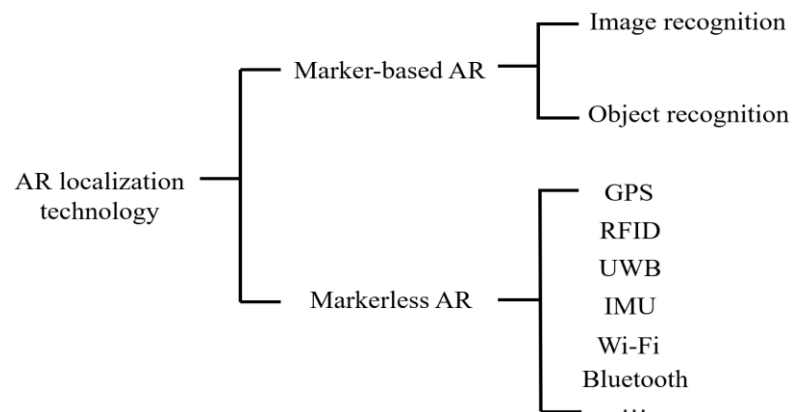 Image recognition
Marker-based AR
Object recognition
AR localization
technology
GPS
RFID
UWB
IMU
Markerless AR
Wi-Fi
Bluetooth
...